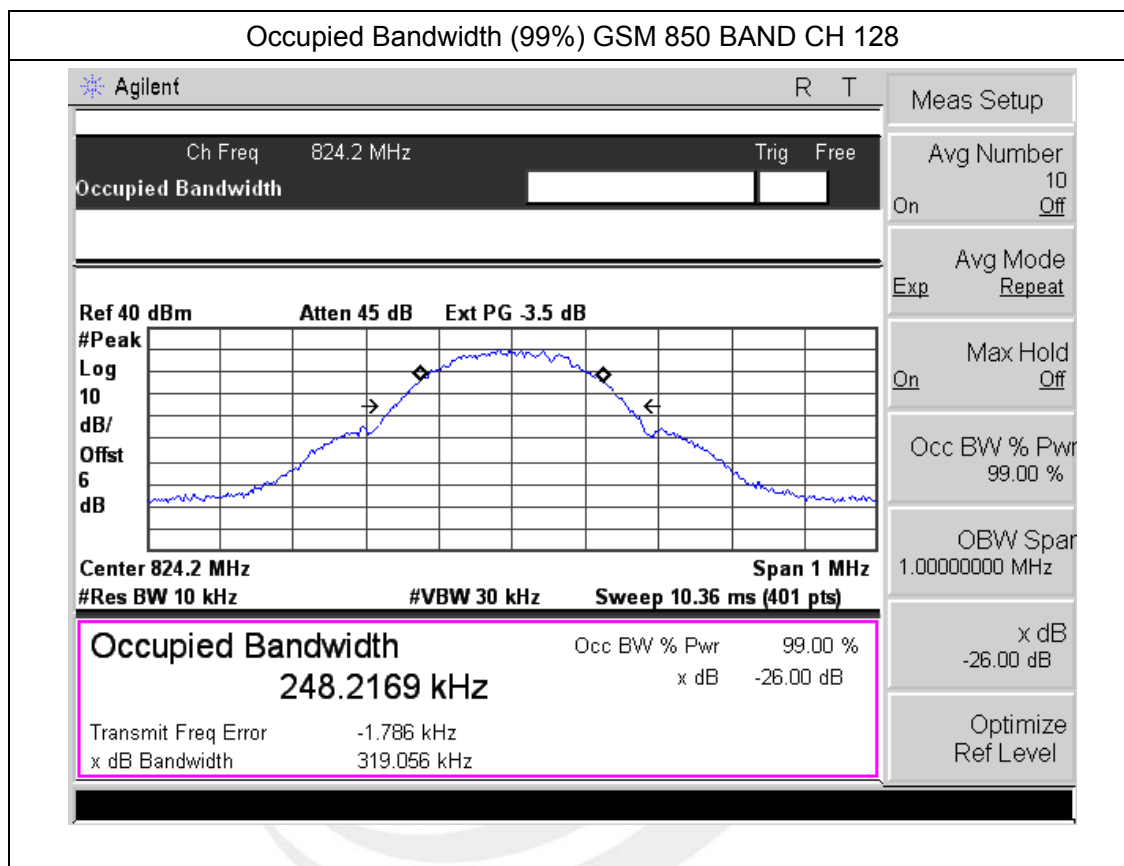 Occupied Bandwidth (99%) GSM 850 BAND CH 128
Agilent R T
Ch Freq 824.2 MHz Trig Free
Occupied Bandwidth
Ref 40 dBm Atten 45 dB Ext PG -3.5 dB
#Peak
Log
10
dB/
Offst
6
dB
Center 824.2 MHz Span 1 MHz
#Res BW 10 kHz #VBW 30 kHz Sweep 10.36 ms (401 pts)
Occupied Bandwidth
248.2169 kHz
Occ BW % Pwr 99.00 %
x dB -26.00 dB
Transmit Freq Error -1.786 kHz
x dB Bandwidth 319.056 kHz
Meas Setup
Avg Number
10
On Off
Avg Mode
Exp Repeat
Max Hold
On Off
Occ BW % Pwr
99.00 %
OBW Span
1.00000000 MHz
x dB
-26.00 dB
Optimize
Ref Level